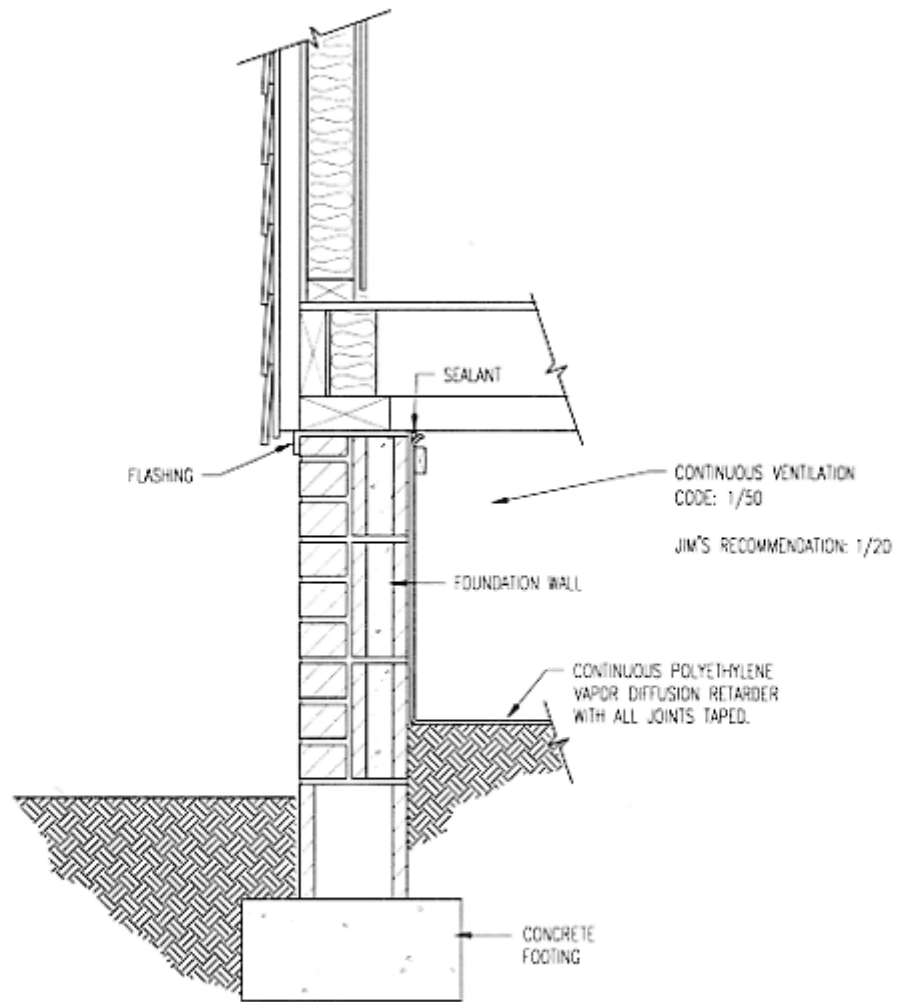 SEALANT
FLASHING
CONTINUOUS VENTILATION
CODE: 1/50
JIM'S RECOMMENDATION: 1/20
FOUNDATION WALL
CONTINUOUS POLYETHYLENE
VAPOR DIFFUSION RETARDER
WITH ALL JOINTS TAPED.
CONCRETE
FOOTING